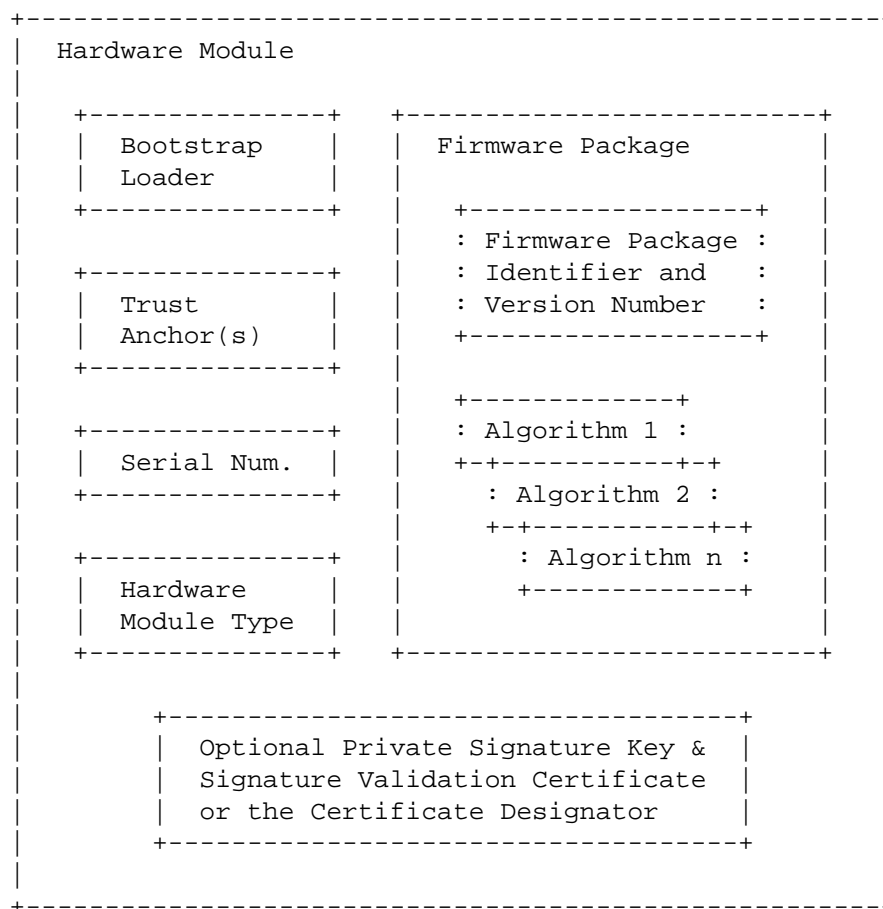 Hardware Module
Bootstrap
Loader
Trust
Anchor(s)
Serial Num.
Hardware
Module Type
Firmware Package
Firmware Package
Identifier and
Version Number
Algorithm 1
Algorithm 2
Algorithm n
Optional Private Signature Key &
Signature Validation Certificate
or the Certificate Designator